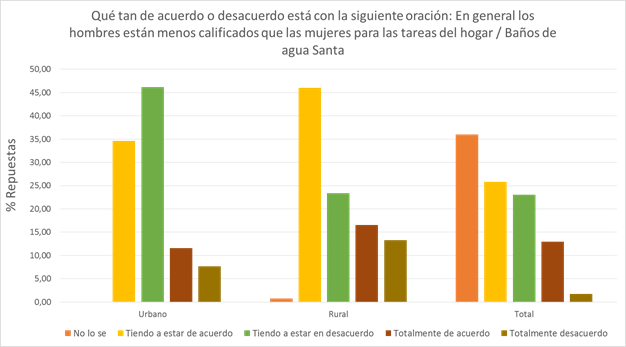 Qué tan de acuerdo o desacuerdo está con la siguiente oración: En general los
hombres están menos calificados que las mujeres para las tareas del hogar / Baños de
agua Santa
50,00
45,00
40,00
35,00
30,00
25,00
20,00
15,00
10,00
5,00
0,00
% Repuestas
Urbano Rural Total
No lo se Tiendo a estar de acuerdo Tiendo a estar en desacuerdo Totalmente de acuerdo Totalmente desacuerdo